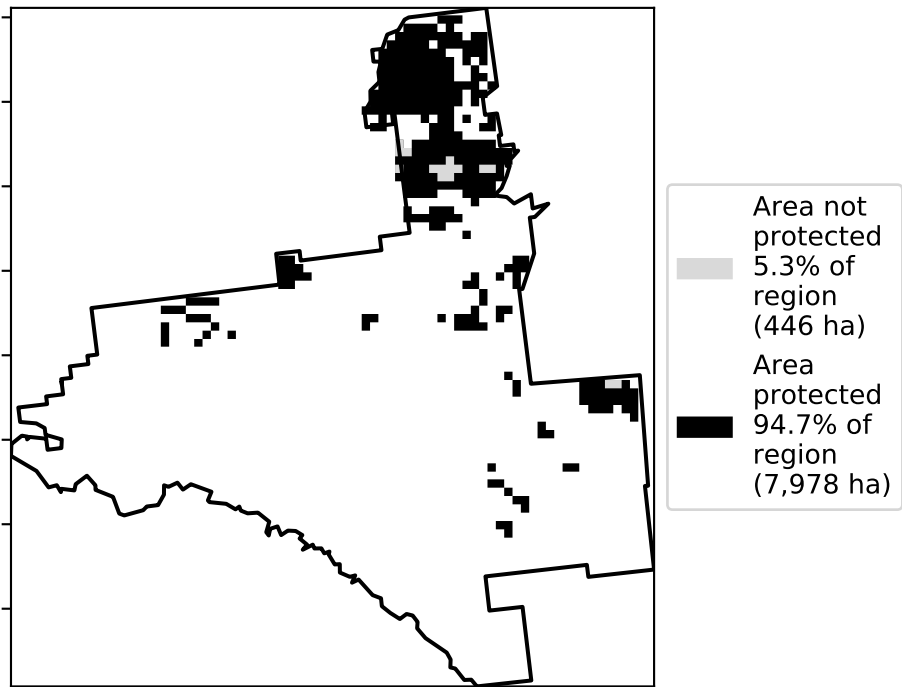 Area not
protected
5.3% of
region
(446 ha)
Area
protected
94.7% of
region
(7,978 ha)